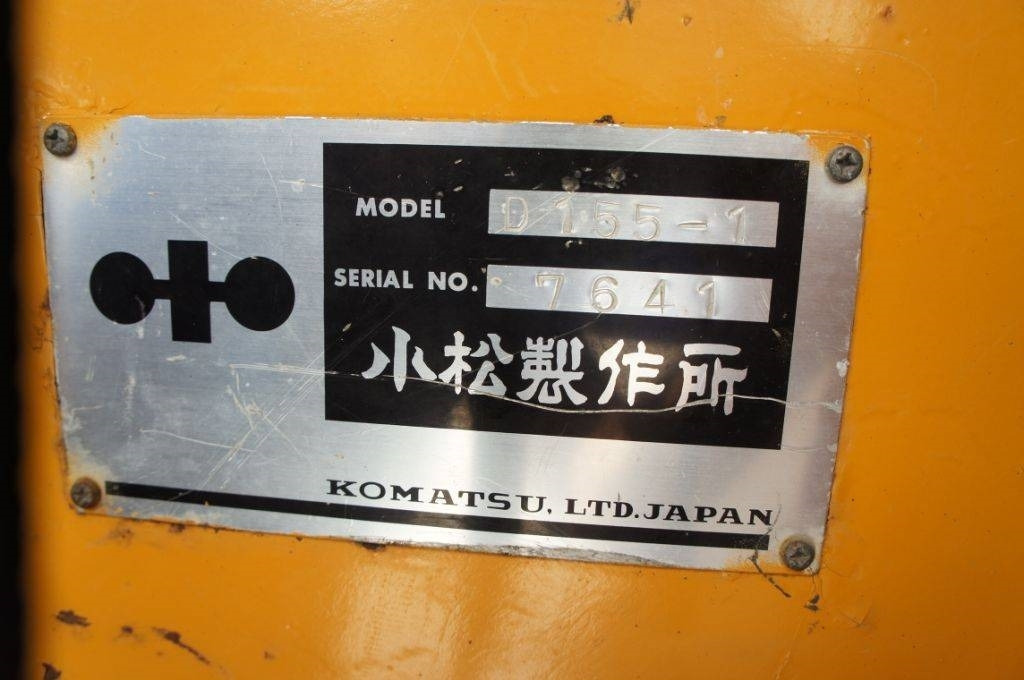 MODEL D155-1
SERIAL NO. 7641
小松製作所
KOMATSU, LTD. JAPAN